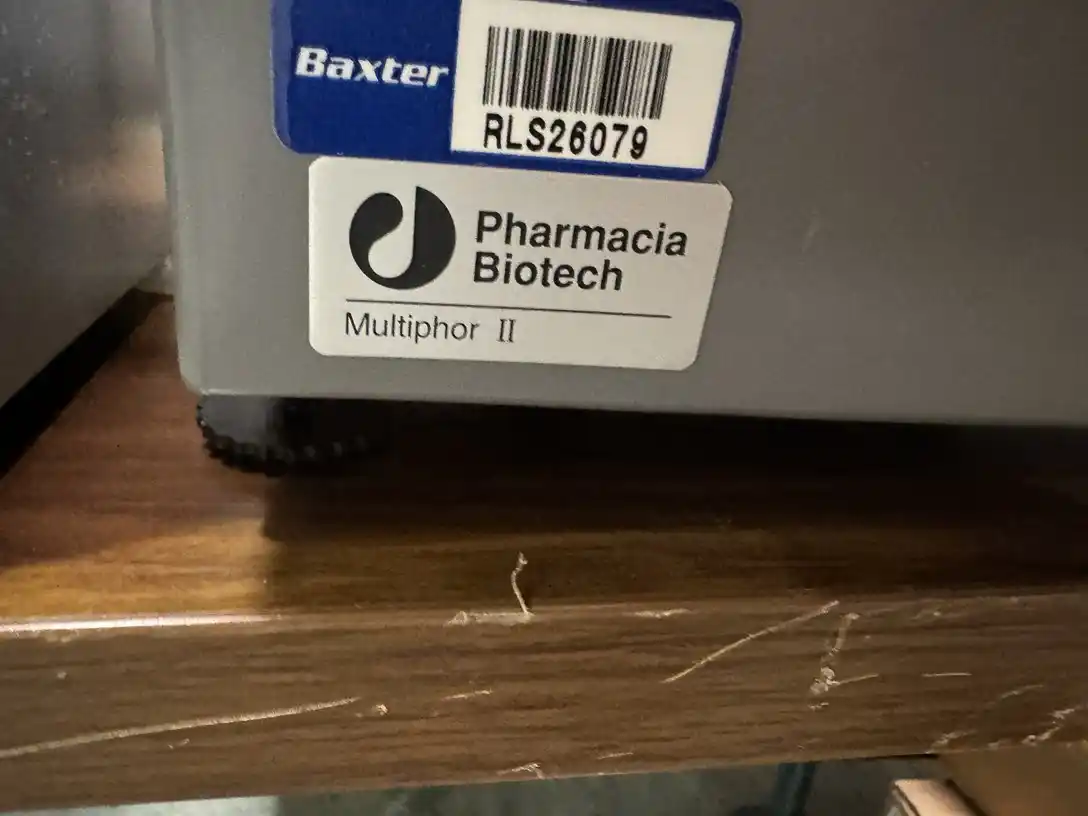 Baxter
RLS26079
Pharmacia
Biotech
Multiphor II